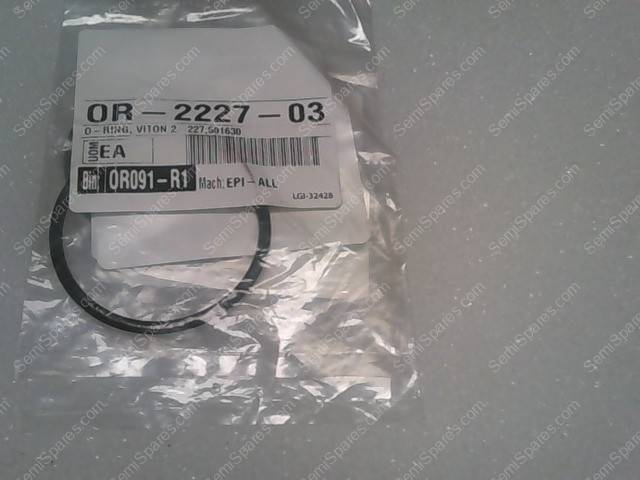 OR-2227-03
O-RING, VITON 2 227,501630
UOM EA
Bin OR091-R1 Mach: EPI-ALL
LGI-32428
SemiSpares.com